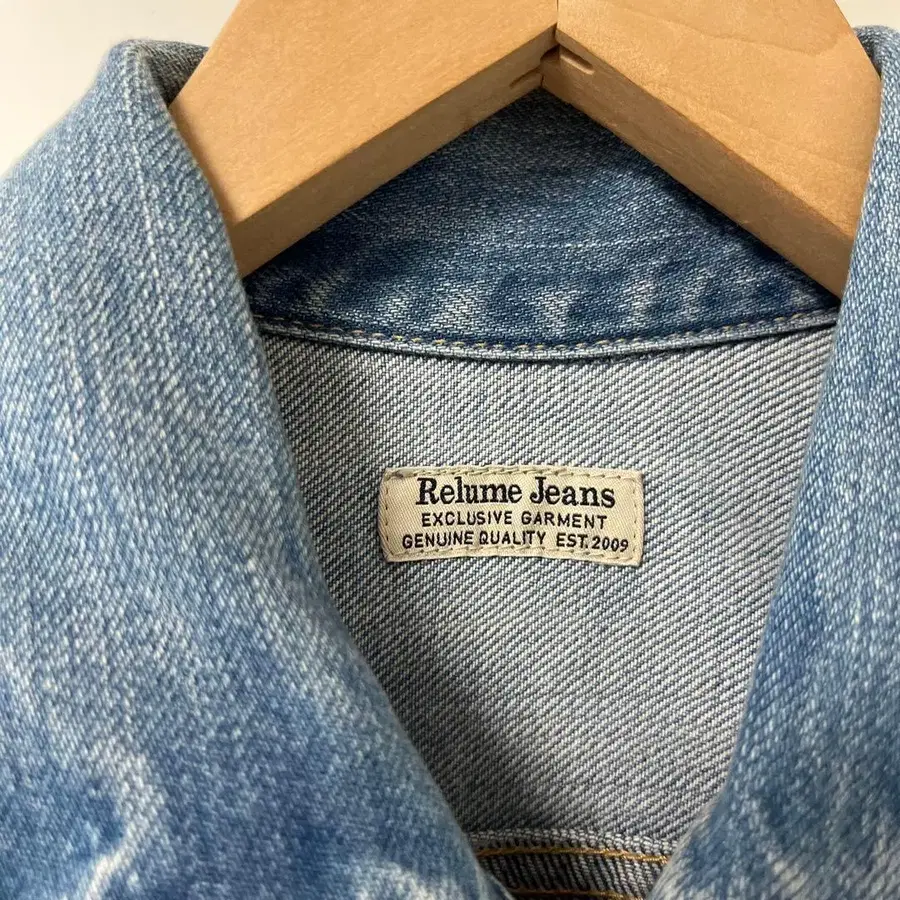 Relume Jeans
EXCLUSIVE GARMENT
GENUINE QUALITY EST.2009